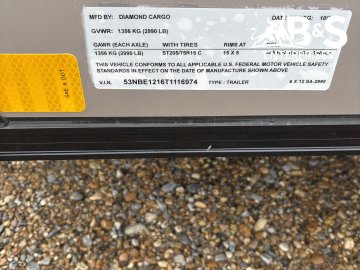 MFD BY: DIAMOND CARGO
GVWR: 1356 KG (2990 LB)
GAWR (EACH AXLE) WITH TIRES RIMS AT
1356 KG (2990 LB) ST205/75R15 C 15 X 5
THIS VEHICLE CONFORMS TO ALL APPLICABLE U.S. FEDERAL MOTOR VEHICLE SAFETY
STANDARDS IN EFFECT ON THE DATE OF MANUFACTURE SHOWN ABOVE
V.I.N. 53NBE1216T1116974 TYPE: TRAILER 6 X 12 SA-2990
SAE A DOT
B&S